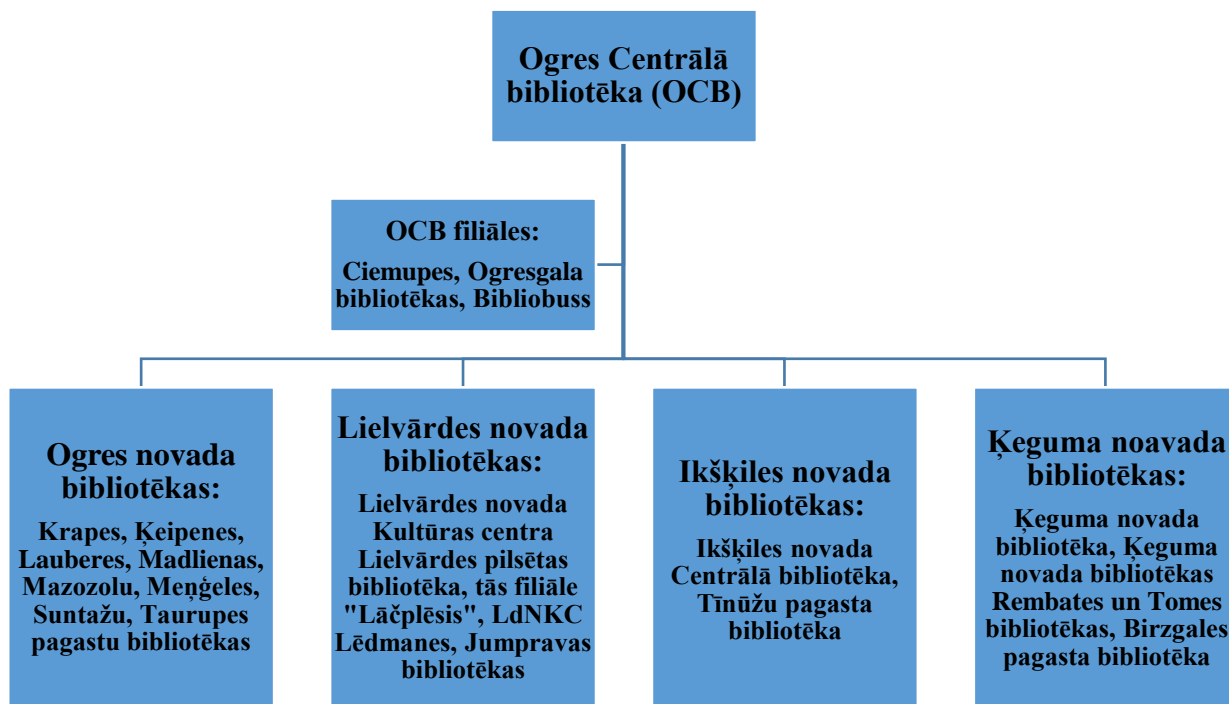 Ogres Centrālā
bibliotēka (OCB)
OCB filiāles:
Ciemupes, Ogresgala
bibliotēkas, Bibliobuss
Ogres novada
bibliotēkas:
Krapes, Ķeipenes,
Lauberes, Madlienas,
Mazozolu, Meņģeles,
Suntažu, Taurupes
pagastu bibliotēkas
Lielvārdes novada
bibliotēkas:
Lielvārdes novada
Kultūras centra
Lielvārdes pilsētas
bibliotēka, tās filiāle
"Lāčplēsis", LdNKC
Lēdmanes, Jumpravas
bibliotēkas
Ikšķiles novada
bibliotēkas:
Ikšķiles novada
Centrālā bibliotēka,
Tīnūžu pagasta
bibliotēka
Ķeguma noavada
bibliotēkas:
Ķeguma novada
bibliotēka, Ķeguma
novada bibliotēkas
Rembates un Tomes
bibliotēkas, Birzgales
pagasta bibliotēka